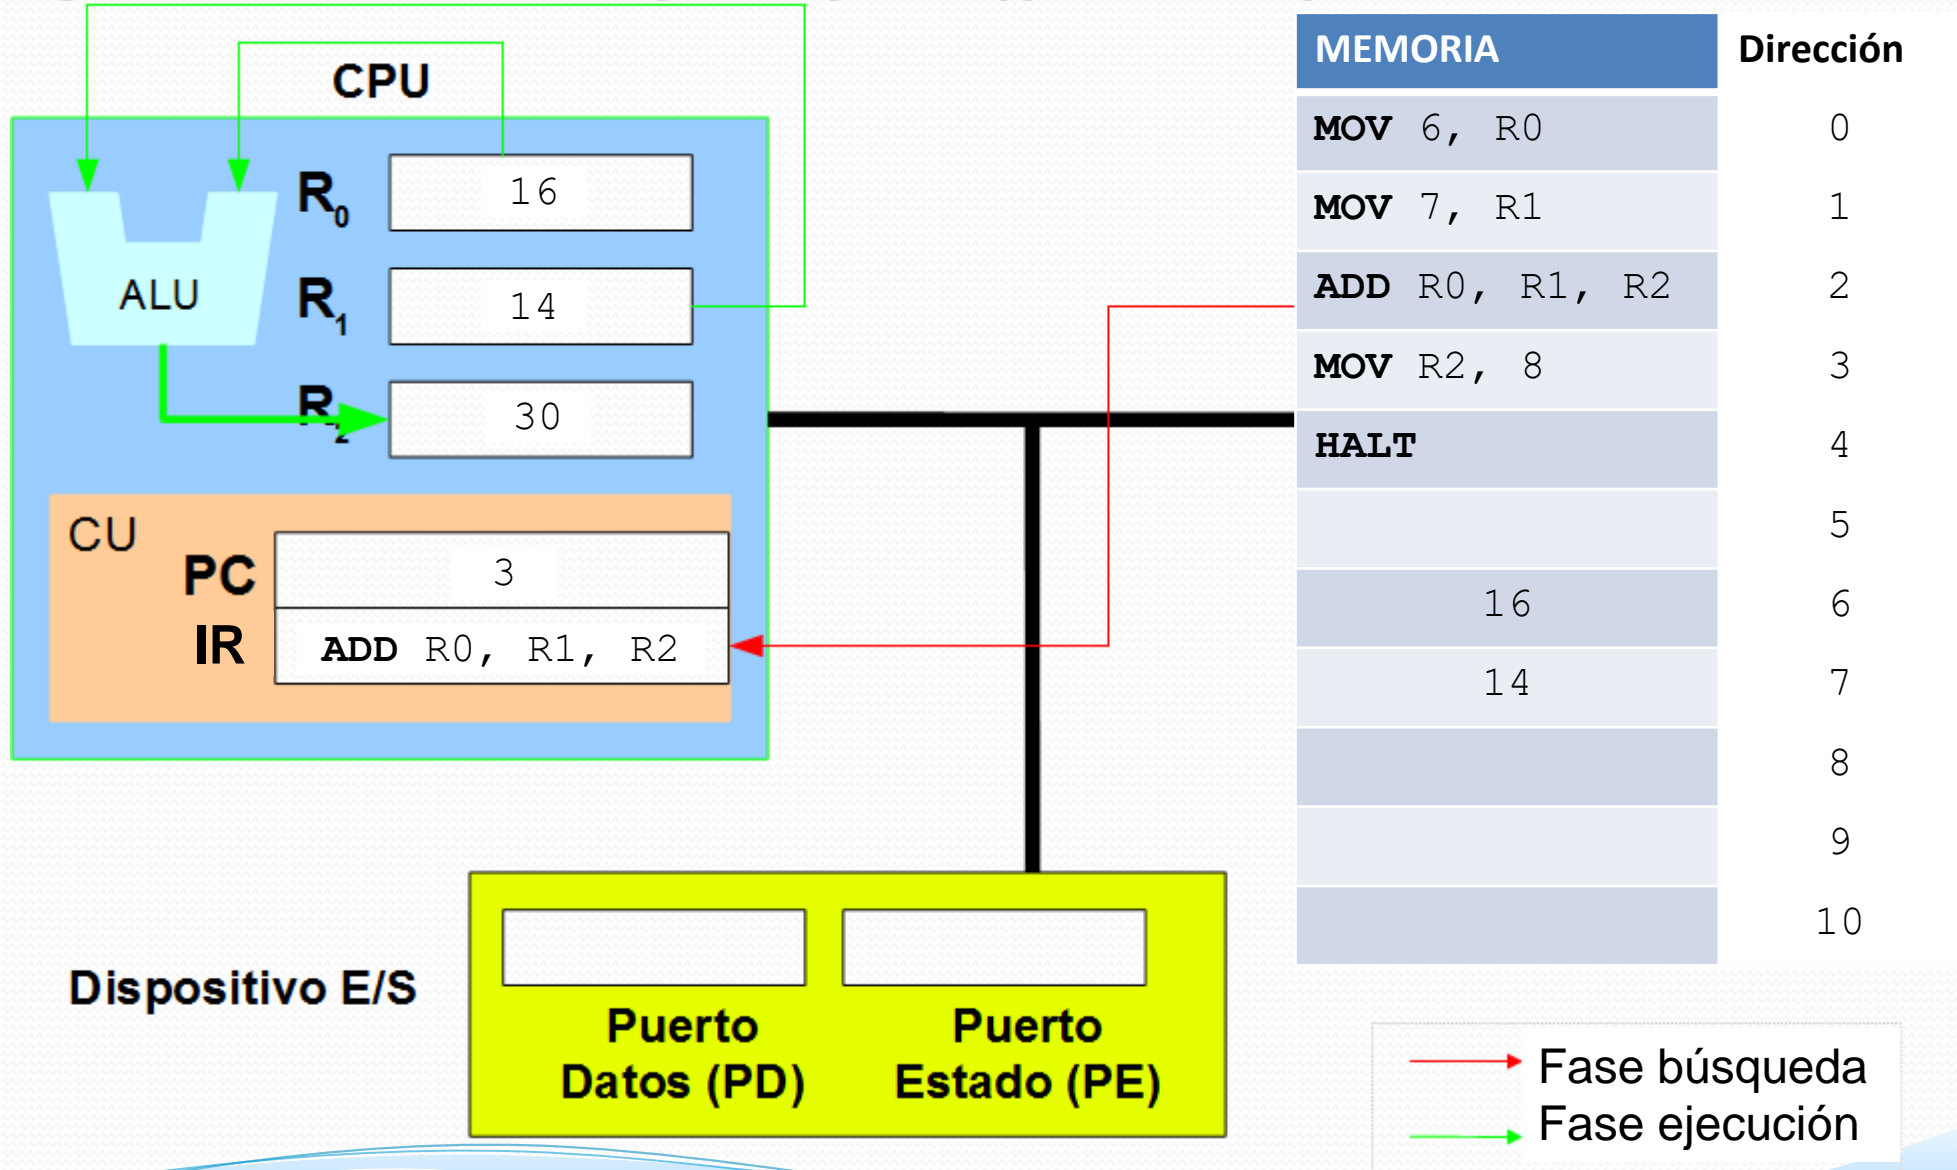 CPU
R0 16
ALU
R1 14
R2 30
CU
PC 3
IR ADD R0, R1, R2
MEMORIA Dirección
MOV 6, R0 0
MOV 7, R1 1
ADD R0, R1, R2 2
MOV R2, 8 3
HALT 4
5
16 6
14 7
8
9
10
Dispositivo E/S
Puerto
Datos (PD)
Puerto
Estado (PE)
Fase búsqueda
Fase ejecución